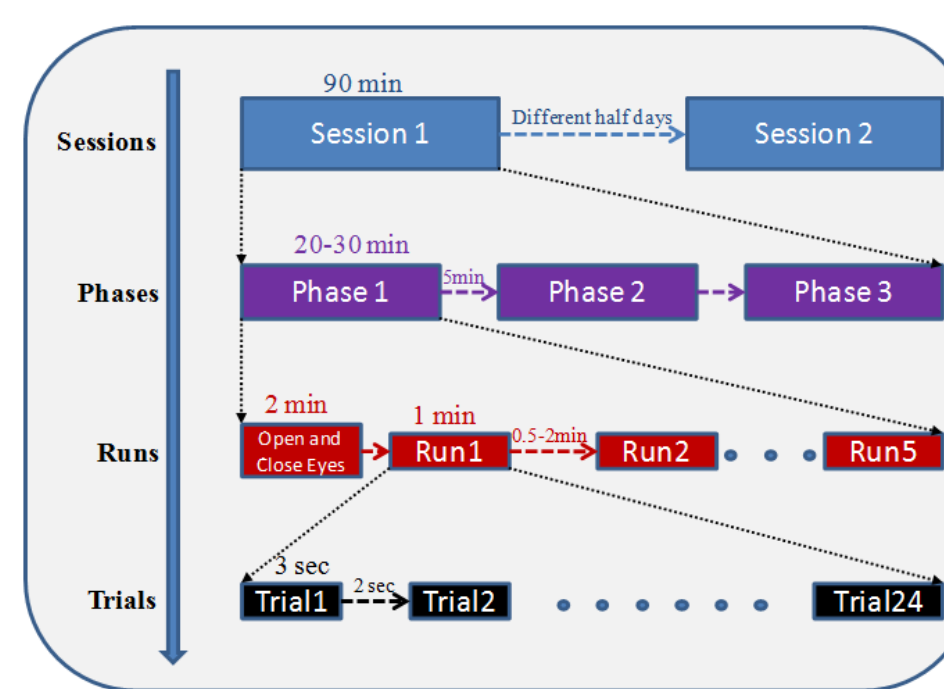 90 min
Sessions
Session 1
Different half days
Session 2
20-30 min
Phases
Phase 1
5min
Phase 2
Phase 3
2 min
1 min
Runs
Open and
Close Eyes
Run1
0.5-2min
Run2
Run5
3 sec
Trials
Trial1
2 sec
Trial2
Trial24